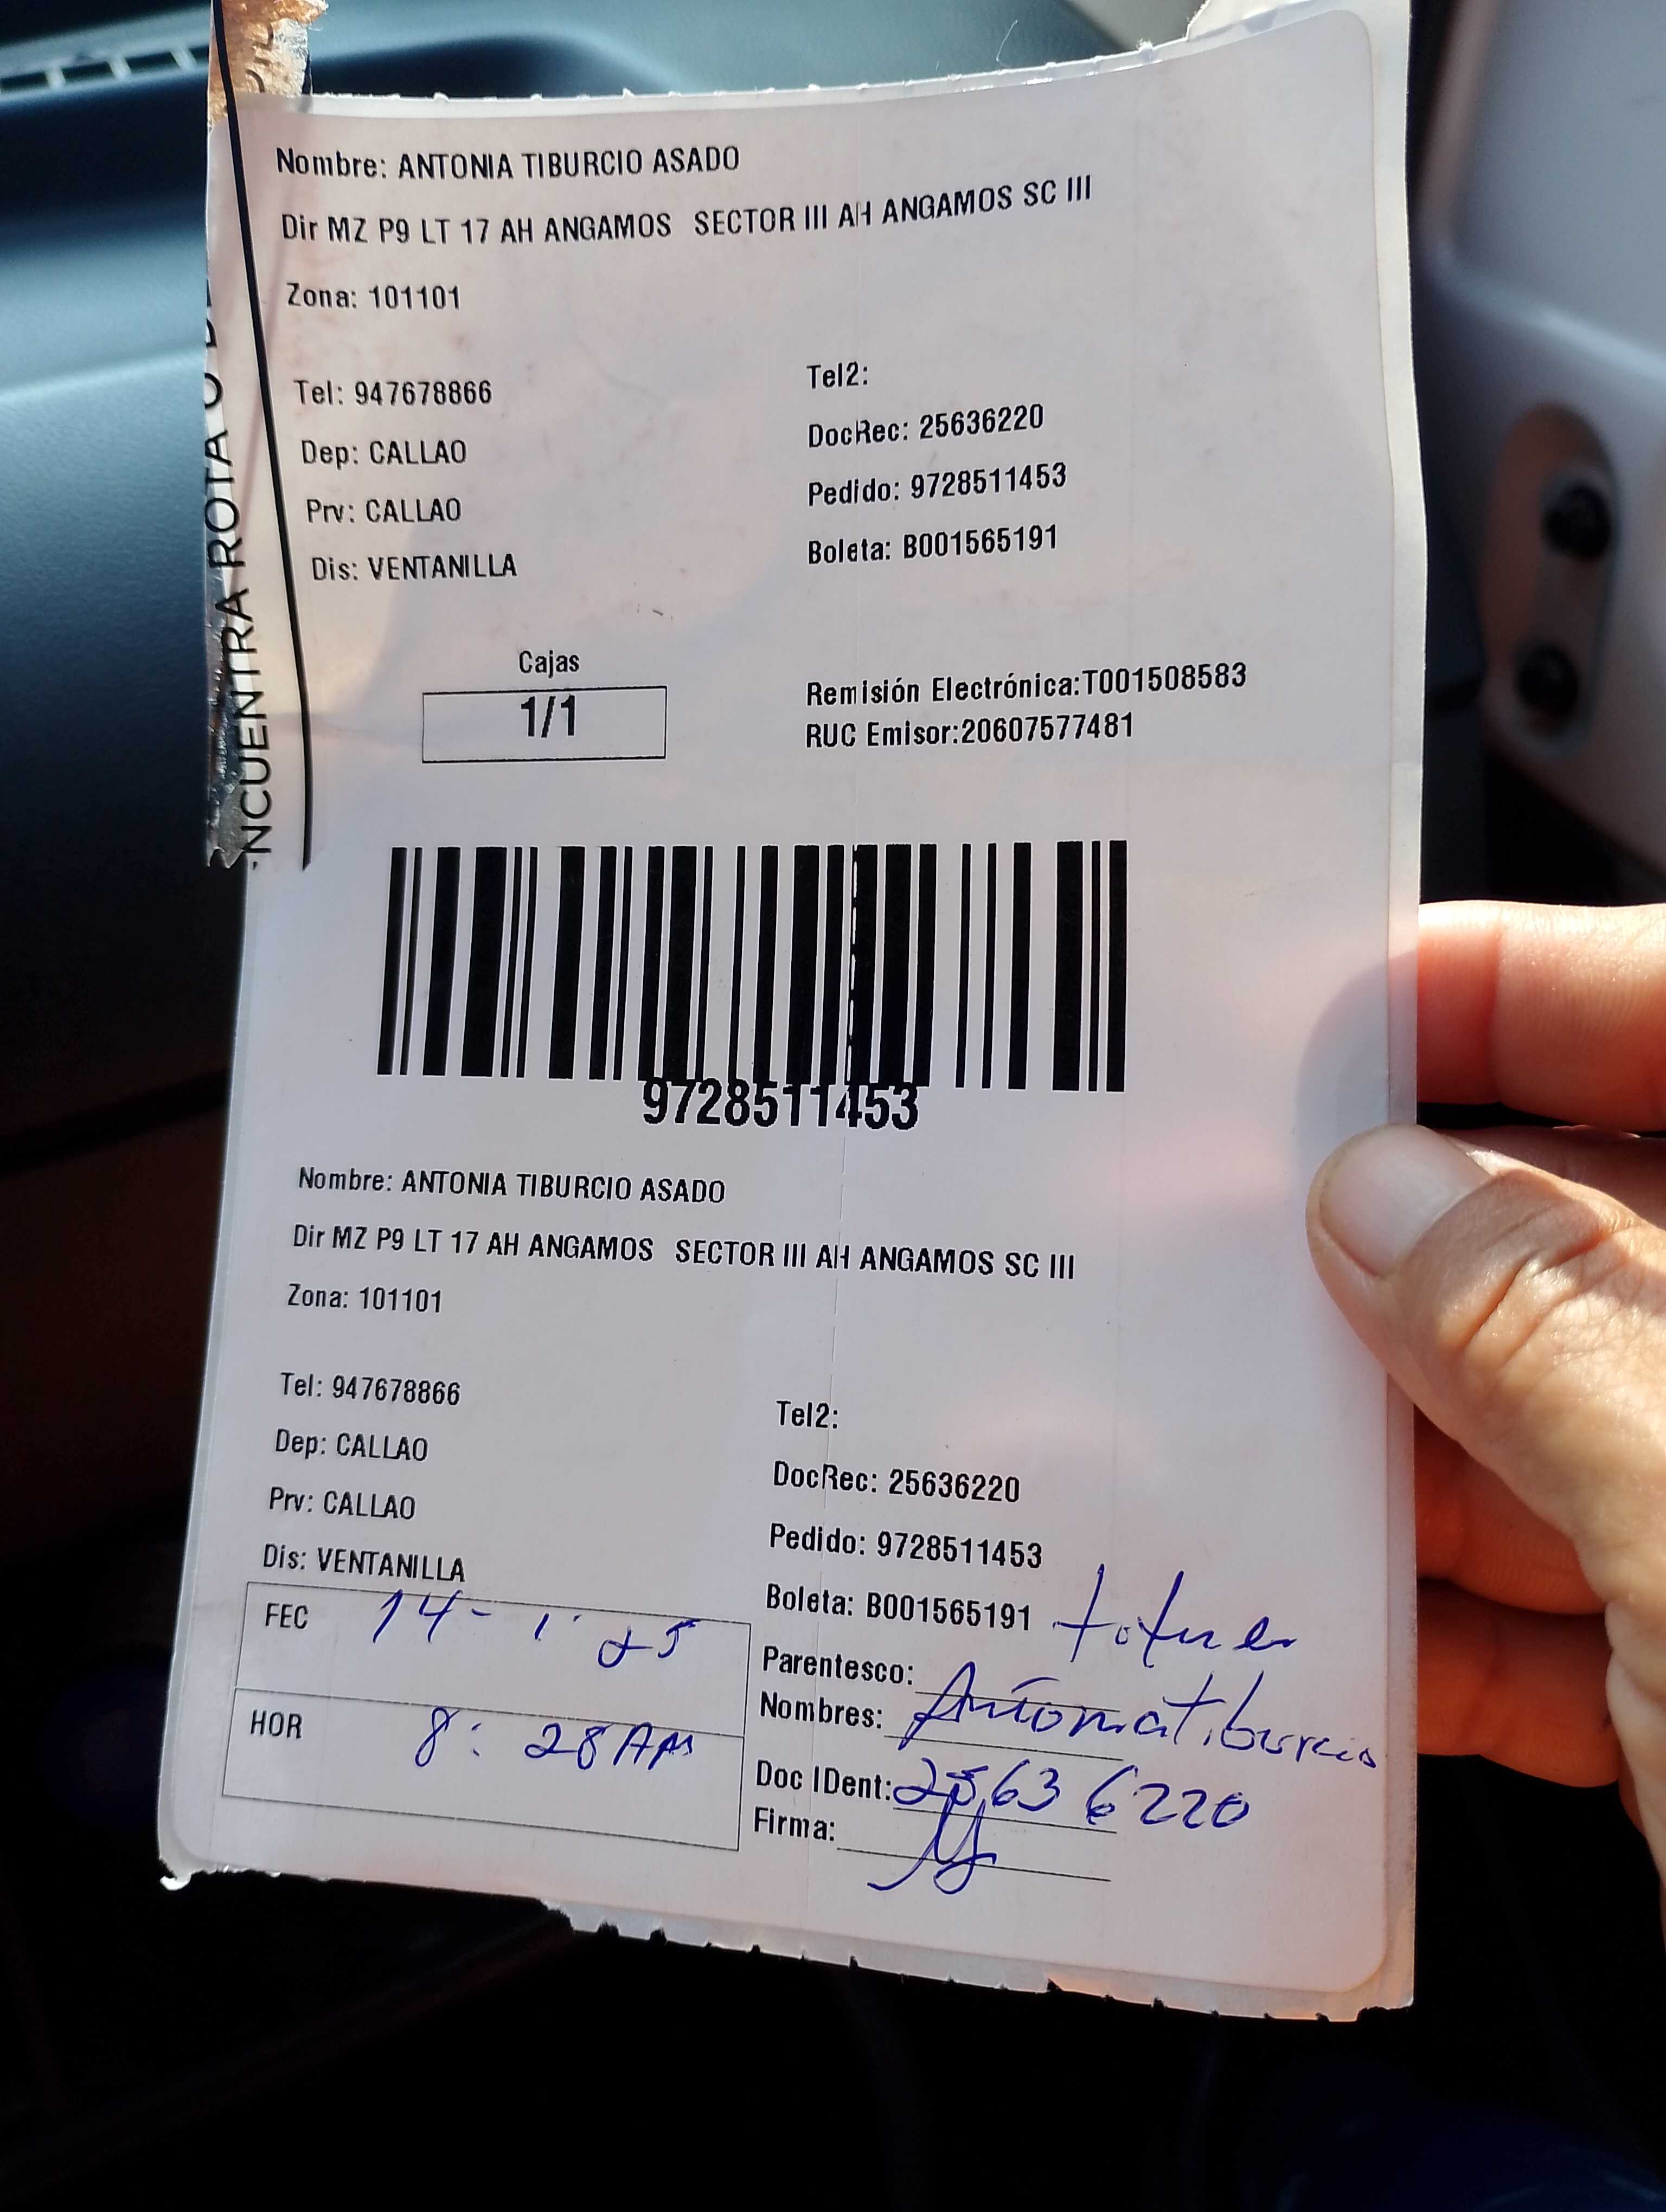 NCUENTRA ROTA O
Nombre: ANTONIA TIBURCIO ASADO
Dir MZ P9 LT 17 AH ANGAMOS SECTOR III AH ANGAMOS SC III
Zona: 101101
Tel: 947678866
Dep: CALLAO
Prv: CALLAO
Dis: VENTANILLA
Tel2:
DocRec: 25636220
Pedido: 9728511453
Boleta: B001565191
Cajas
1/1
Remisión Electrónica:T001508583
RUC Emisor:20607577481
9728511453
Nombre: ANTONIA TIBURCIO ASADO
Dir MZ P9 LT 17 AH ANGAMOS SECTOR III AH ANGAMOS SC III
Zona: 101101
Tel: 947678866
Dep: CALLAO
Prv: CALLAO
Dis: VENTANILLA
Tel2:
DocRec: 25636220
Pedido: 9728511453
Boleta: B001565191
FEC 14 - 1 25
HOR 8: 28 AM
Parentesco:
Nombres: Antonia tiburcio
Doc IDent: 25636220
Firma: